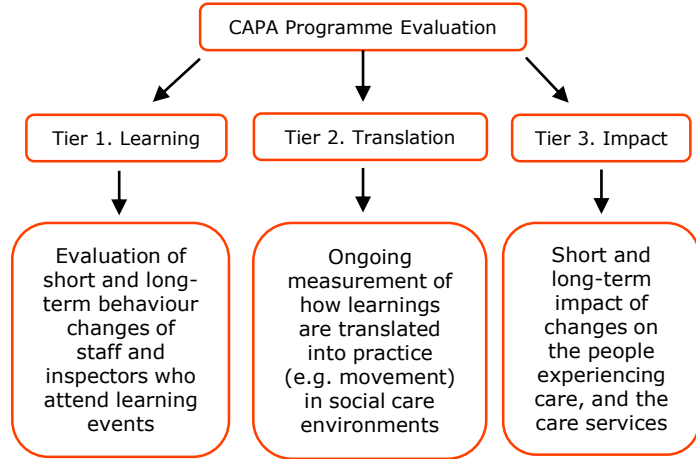 CAPA Programme Evaluation
Tier 1. Learning
Tier 2. Translation
Tier 3. Impact
Evaluation of
short and long-
term behaviour
changes of
staff and
inspectors who
attend learning
events
Ongoing
measurement of
how learnings
are translated
into practice
(e.g. movement)
in social care
environments
Short and
long-term
impact of
changes on
the people
experiencing
care, and the
care services